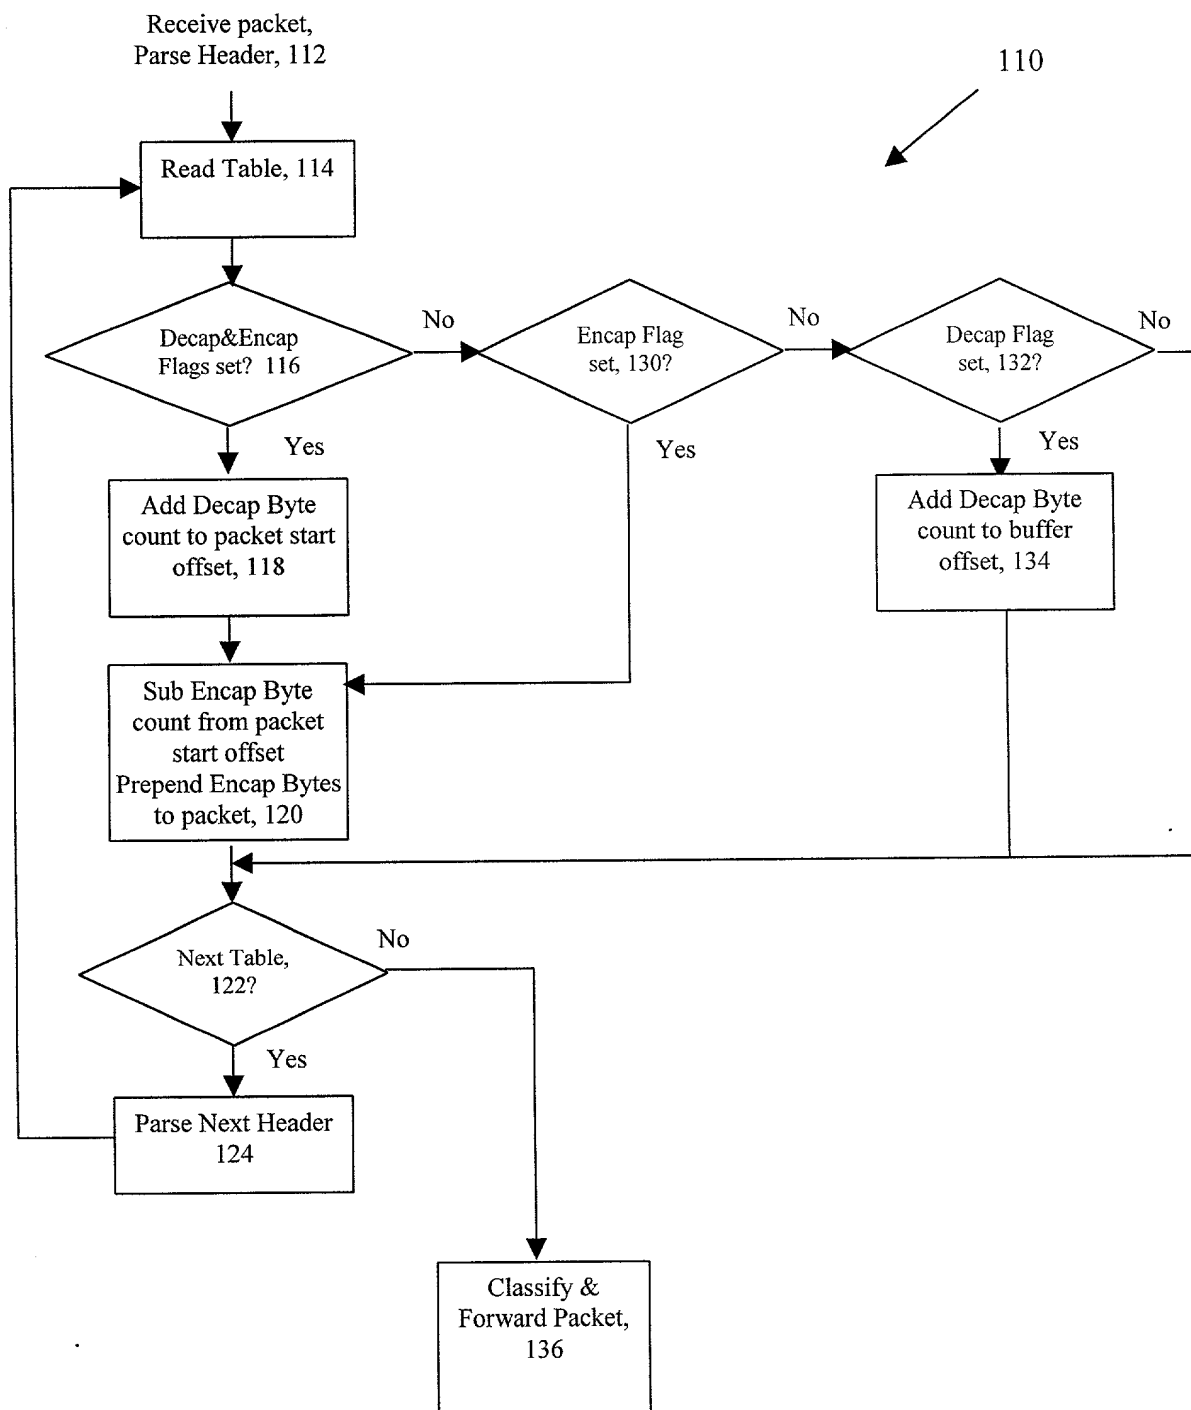 Receive packet,
Parse Header, 112
110
Read Table, 114
Decap&Encap
Flags set?  116
No
Encap Flag
set, 130?
No
Decap Flag
set, 132?
No
Yes
Yes
Yes
Add Decap Byte
count to packet start
offset, 118
Add Decap Byte
count to buffer
offset, 134
Sub Encap Byte
count from packet
start offset
Prepend Encap Bytes
to packet, 120
Next Table,
122?
No
Yes
Parse Next Header
124
Classify &
Forward Packet,
136